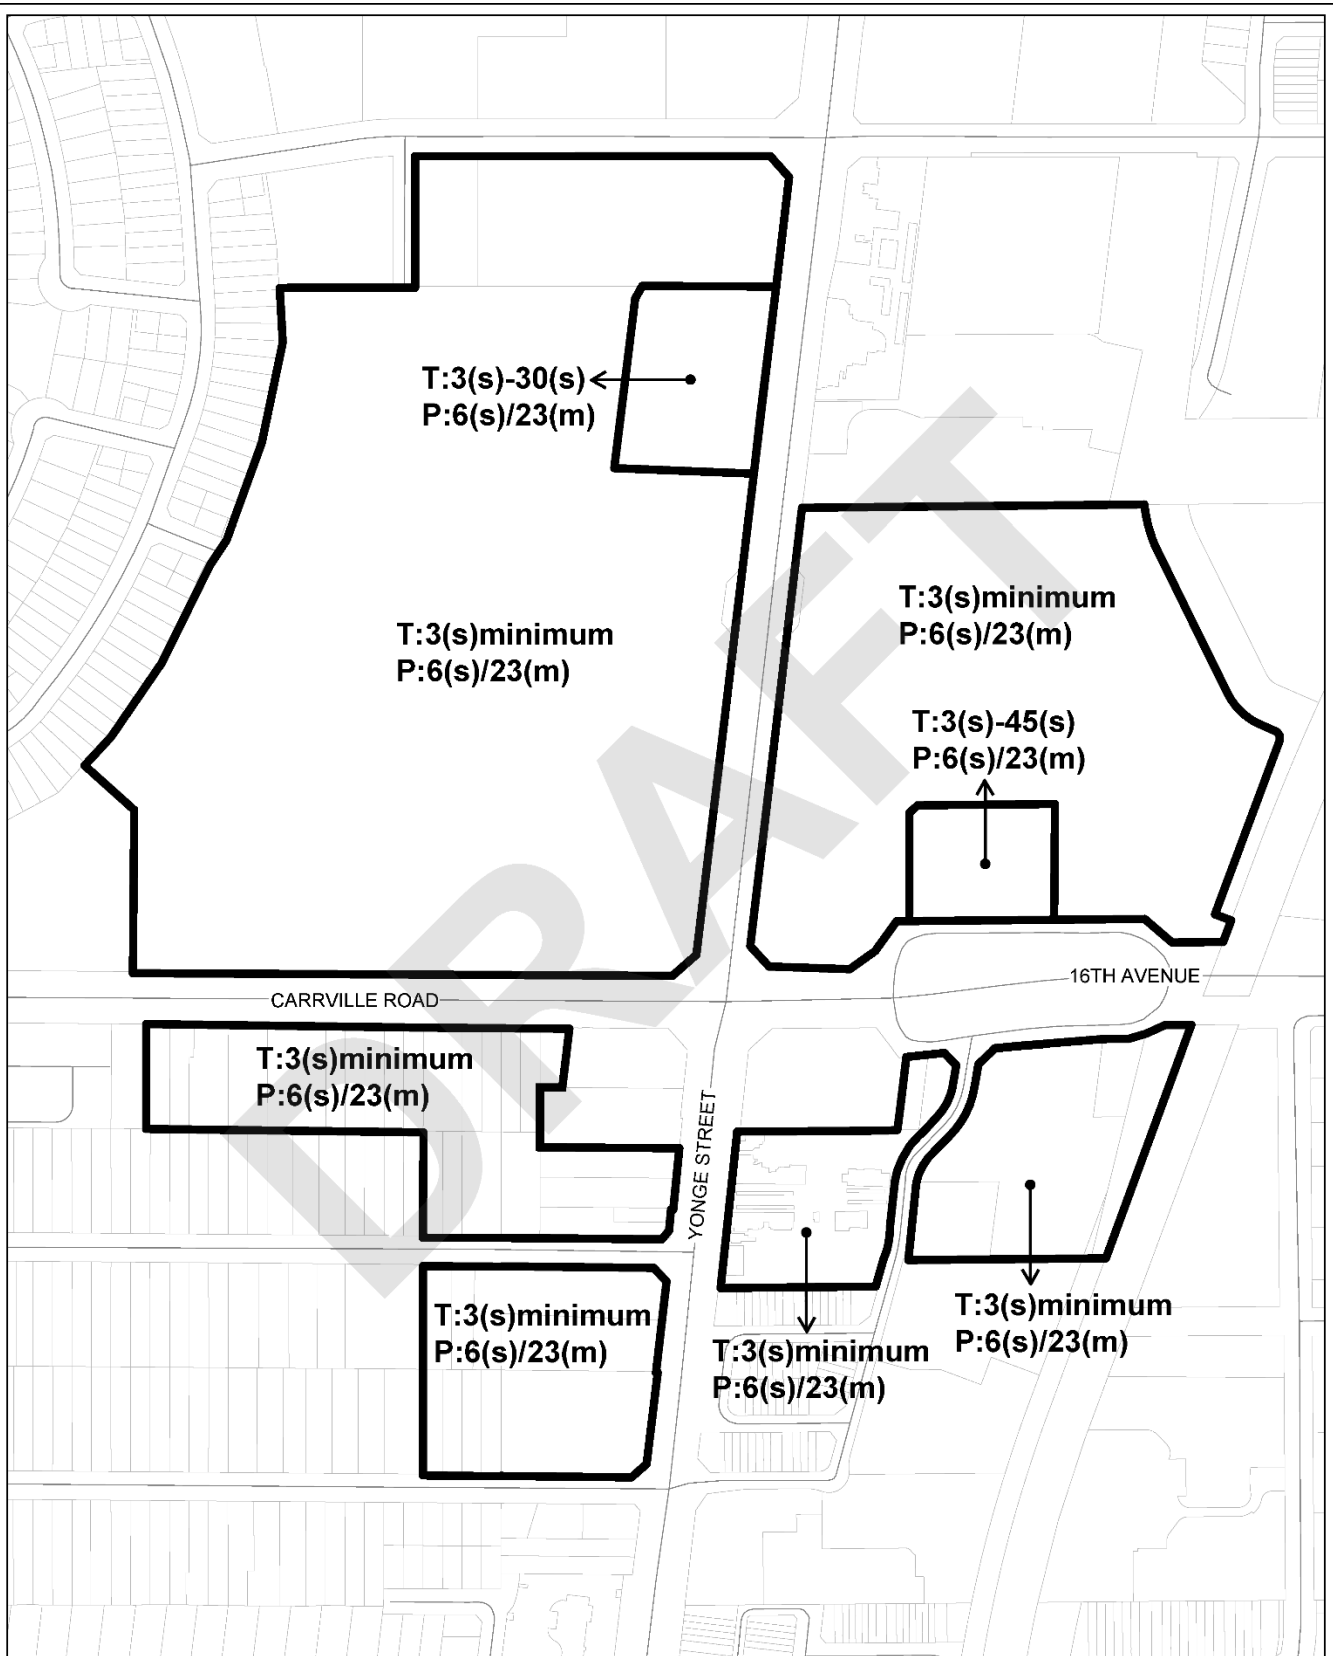 T:3(s)-30(s)
P:6(s)/23(m)
T:3(s)minimum
P:6(s)/23(m)
T:3(s)minimum
P:6(s)/23(m)
T:3(s)-45(s)
P:6(s)/23(m)
DRAFT
16TH AVENUE
CARRVILLE ROAD
T:3(s)minimum
P:6(s)/23(m)
YONGE STREET
T:3(s)minimum
P:6(s)/23(m)
T:3(s)minimum
P:6(s)/23(m)
T:3(s)minimum
P:6(s)/23(m)